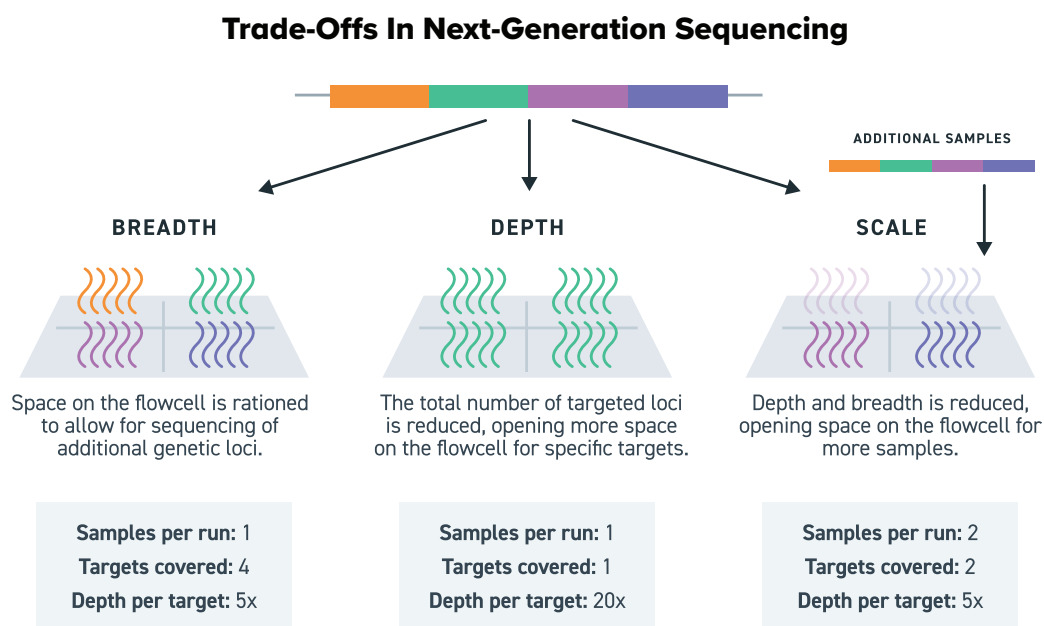 Trade-Offs In Next-Generation Sequencing
ADDITIONAL SAMPLES
BREADTH
DEPTH
SCALE
Space on the flowcell is rationed
to allow for sequencing of
additional genetic loci.
The total number of targeted loci
is reduced, opening more space
on the flowcell for specific targets.
Depth and breadth is reduced,
opening space on the flowcell for
more samples.
Samples per run: 1
Targets covered: 4
Depth per target: 5x
Samples per run: 1
Targets covered: 1
Depth per target: 20x
Samples per run: 2
Targets covered: 2
Depth per target: 5x